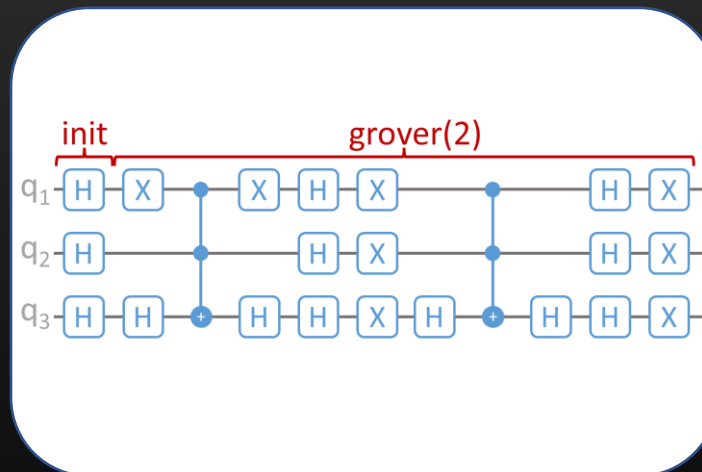 init grover(2)
q1 H X X H X H X
q2 H H X H X
q3 H H + H H X H + H H X